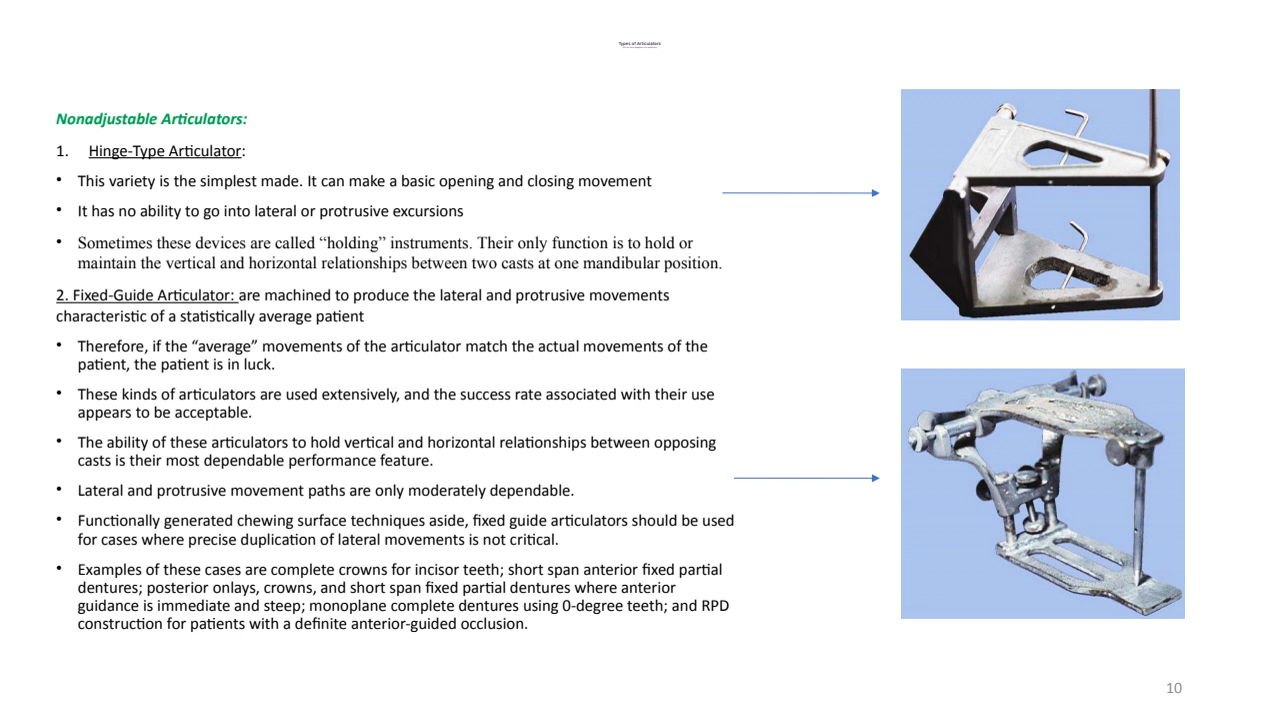 Types of Articulators
Nonadjustable Articulators:
1. Hinge-Type Articulator:
• This variety is the simplest made. It can make a basic opening and closing movement
• It has no ability to go into lateral or protrusive excursions
• Sometimes these devices are called “holding” instruments. Their only function is to hold or
maintain the vertical and horizontal relationships between two casts at one mandibular position.
2. Fixed-Guide Articulator: are machined to produce the lateral and protrusive movements
characteristic of a statistically average patient
• Therefore, if the “average” movements of the articulator match the actual movements of the
patient, the patient is in luck.
• These kinds of articulators are used extensively, and the success rate associated with their use
appears to be acceptable.
• The ability of these articulators to hold vertical and horizontal relationships between opposing
casts is their most dependable performance feature.
• Lateral and protrusive movement paths are only moderately dependable.
• Functionally generated chewing surface techniques aside, fixed guide articulators should be used
for cases where precise duplication of lateral movements is not critical.
• Examples of these cases are complete crowns for incisor teeth; short span anterior fixed partial
dentures; posterior onlays, crowns, and short span fixed partial dentures where anterior
guidance is immediate and steep; monoplane complete dentures using 0-degree teeth; and RPD
construction for patients with a definite anterior-guided occlusion.
10